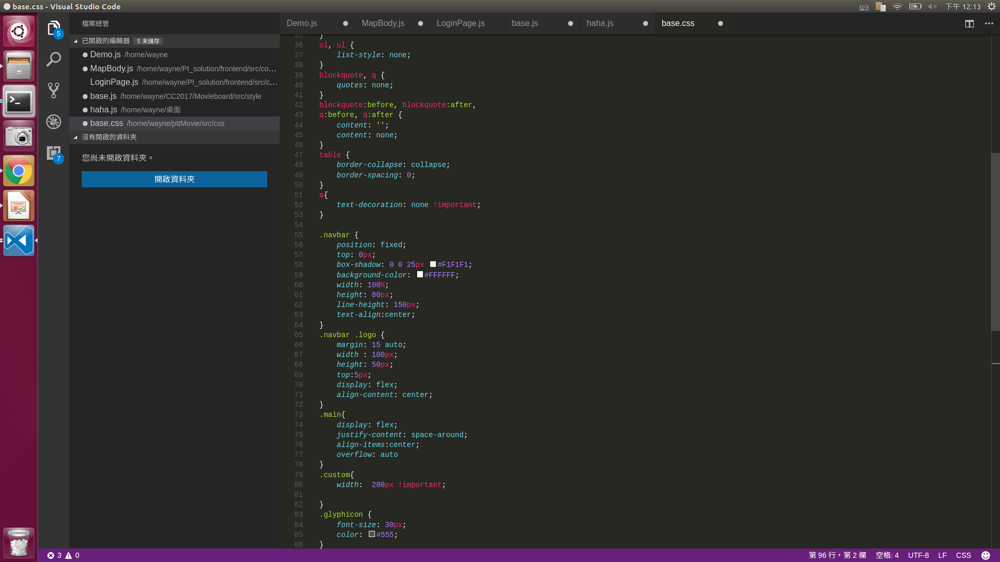 base.css - Visual Studio Code
下午 12:13
檔案總管
已開啟的編輯器 5 未儲存
Demo.js /home/wayne
MapBody.js /home/wayne/PI_solution/frontend/src/co...
LoginPage.js /home/wayne/PI_solution/frontend/src/c...
base.js /home/wayne/CC2017/Movieboard/src/style
haha.js /home/wayne/桌面
base.css /home/wayne/pttMovie/src/css
沒有開啟的資料夾
您尚未開啟資料夾。
開啟資料夾
5
7
Demo.js MapBody.js LoginPage.js base.js haha.js base.css
35 }
36 ol, ul {
37 list-style: none;
38 }
39 blockquote, q {
40 quotes: none;
41 }
42 blockquote:before, blockquote:after,
43 q:before, q:after {
44 content: '';
45 content: none;
46 }
47 table {
48 border-collapse: collapse;
49 border-spacing: 0;
50 }
51 a{
52 text-decoration: none !important;
53 }
54
55 .navbar {
56 position: fixed;
57 top: 0px;
58 box-shadow: 0 0 25px #F1F1F1;
59 background-color: #FFFFFF;
60 width: 100%;
61 height: 80px;
62 line-height: 150px;
63 text-align:center;
64 }
65 .navbar .logo {
66 margin: 15 auto;
67 width : 100px;
68 height: 50px;
69 top:5px;
70 display: flex;
71 align-content: center;
72 }
73 .main{
74 display: flex;
75 justify-content: space-around;
76 align-items:center;
77 overflow: auto
78 }
79 .custom{
80 width:  200px !important;
81
82 }
83 .glyphicon {
84 font-size: 30px;
85 color: #555;
86 }
3 0
第 96 行，第 2 欄 空格: 4 UTF-8 LF CSS